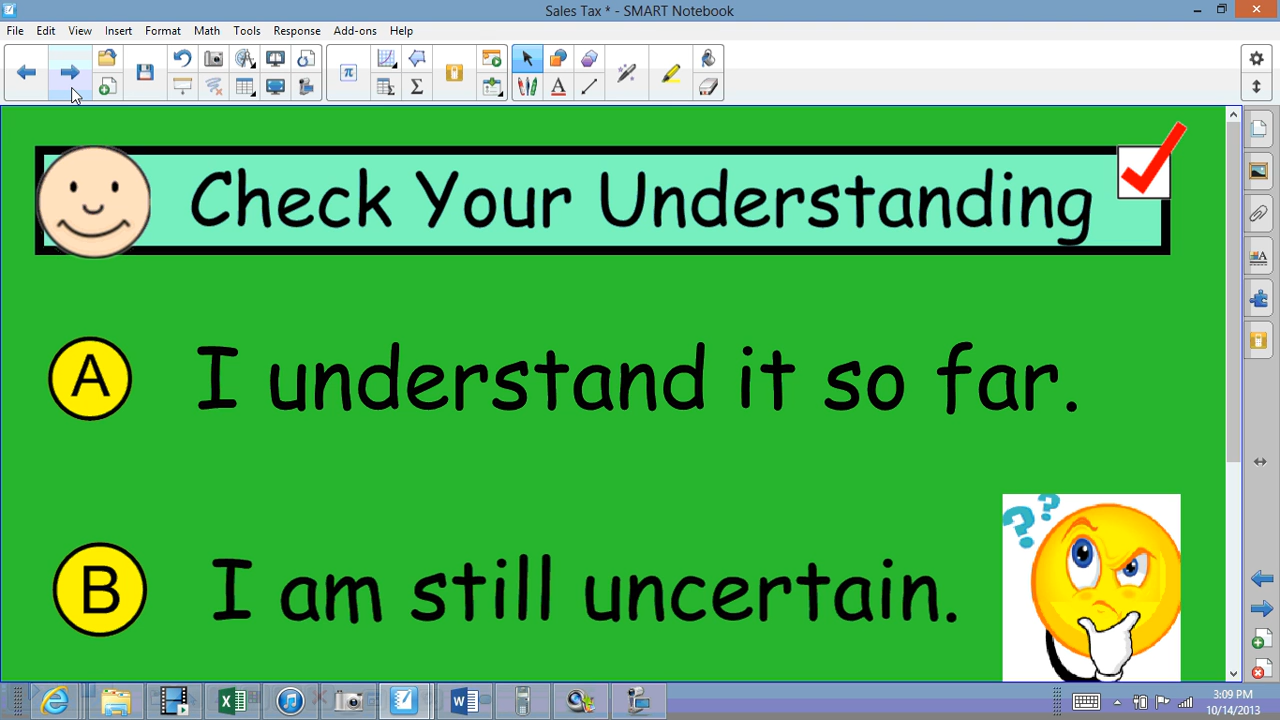 Sales Tax * - SMART Notebook
File Edit View Insert Format Math Tools Response Add-ons Help
Check Your Understanding
A I understand it so far.
??
B I am still uncertain.
3:09 PM
10/14/2013